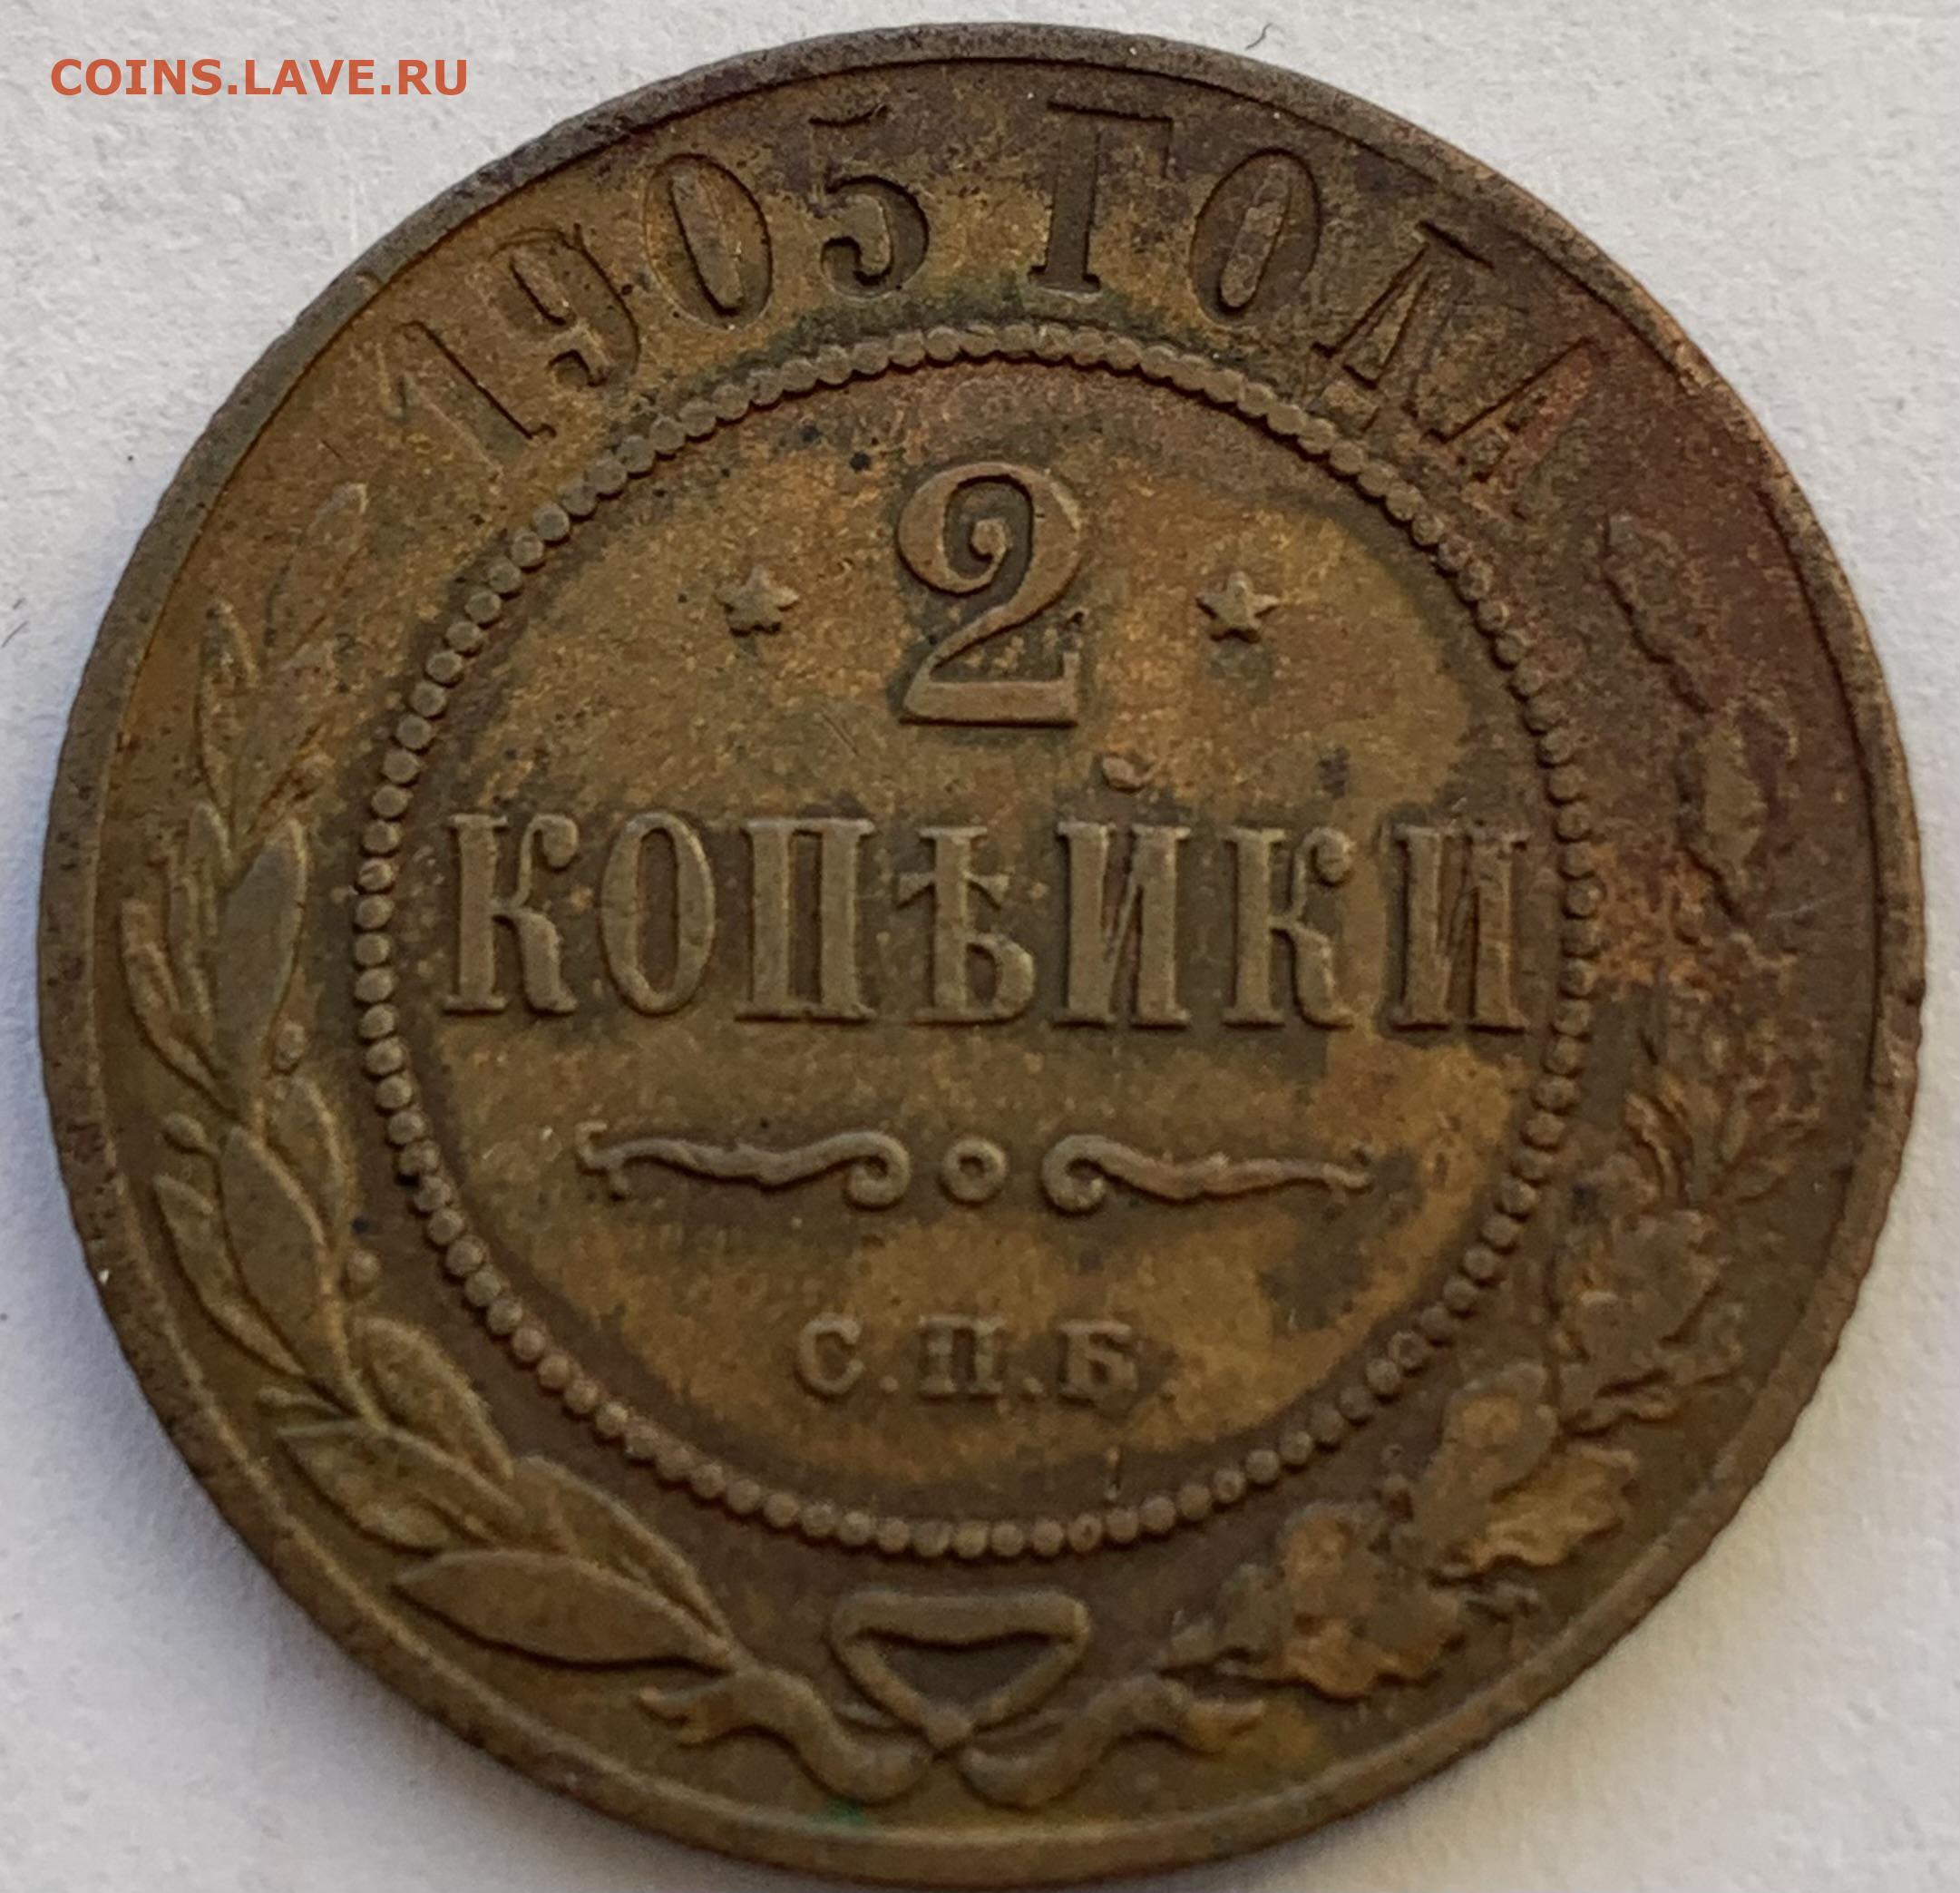 COINS.LAVE.RU
1905 ГОДА
2
КОПѢЙКИ
С.П.Б.